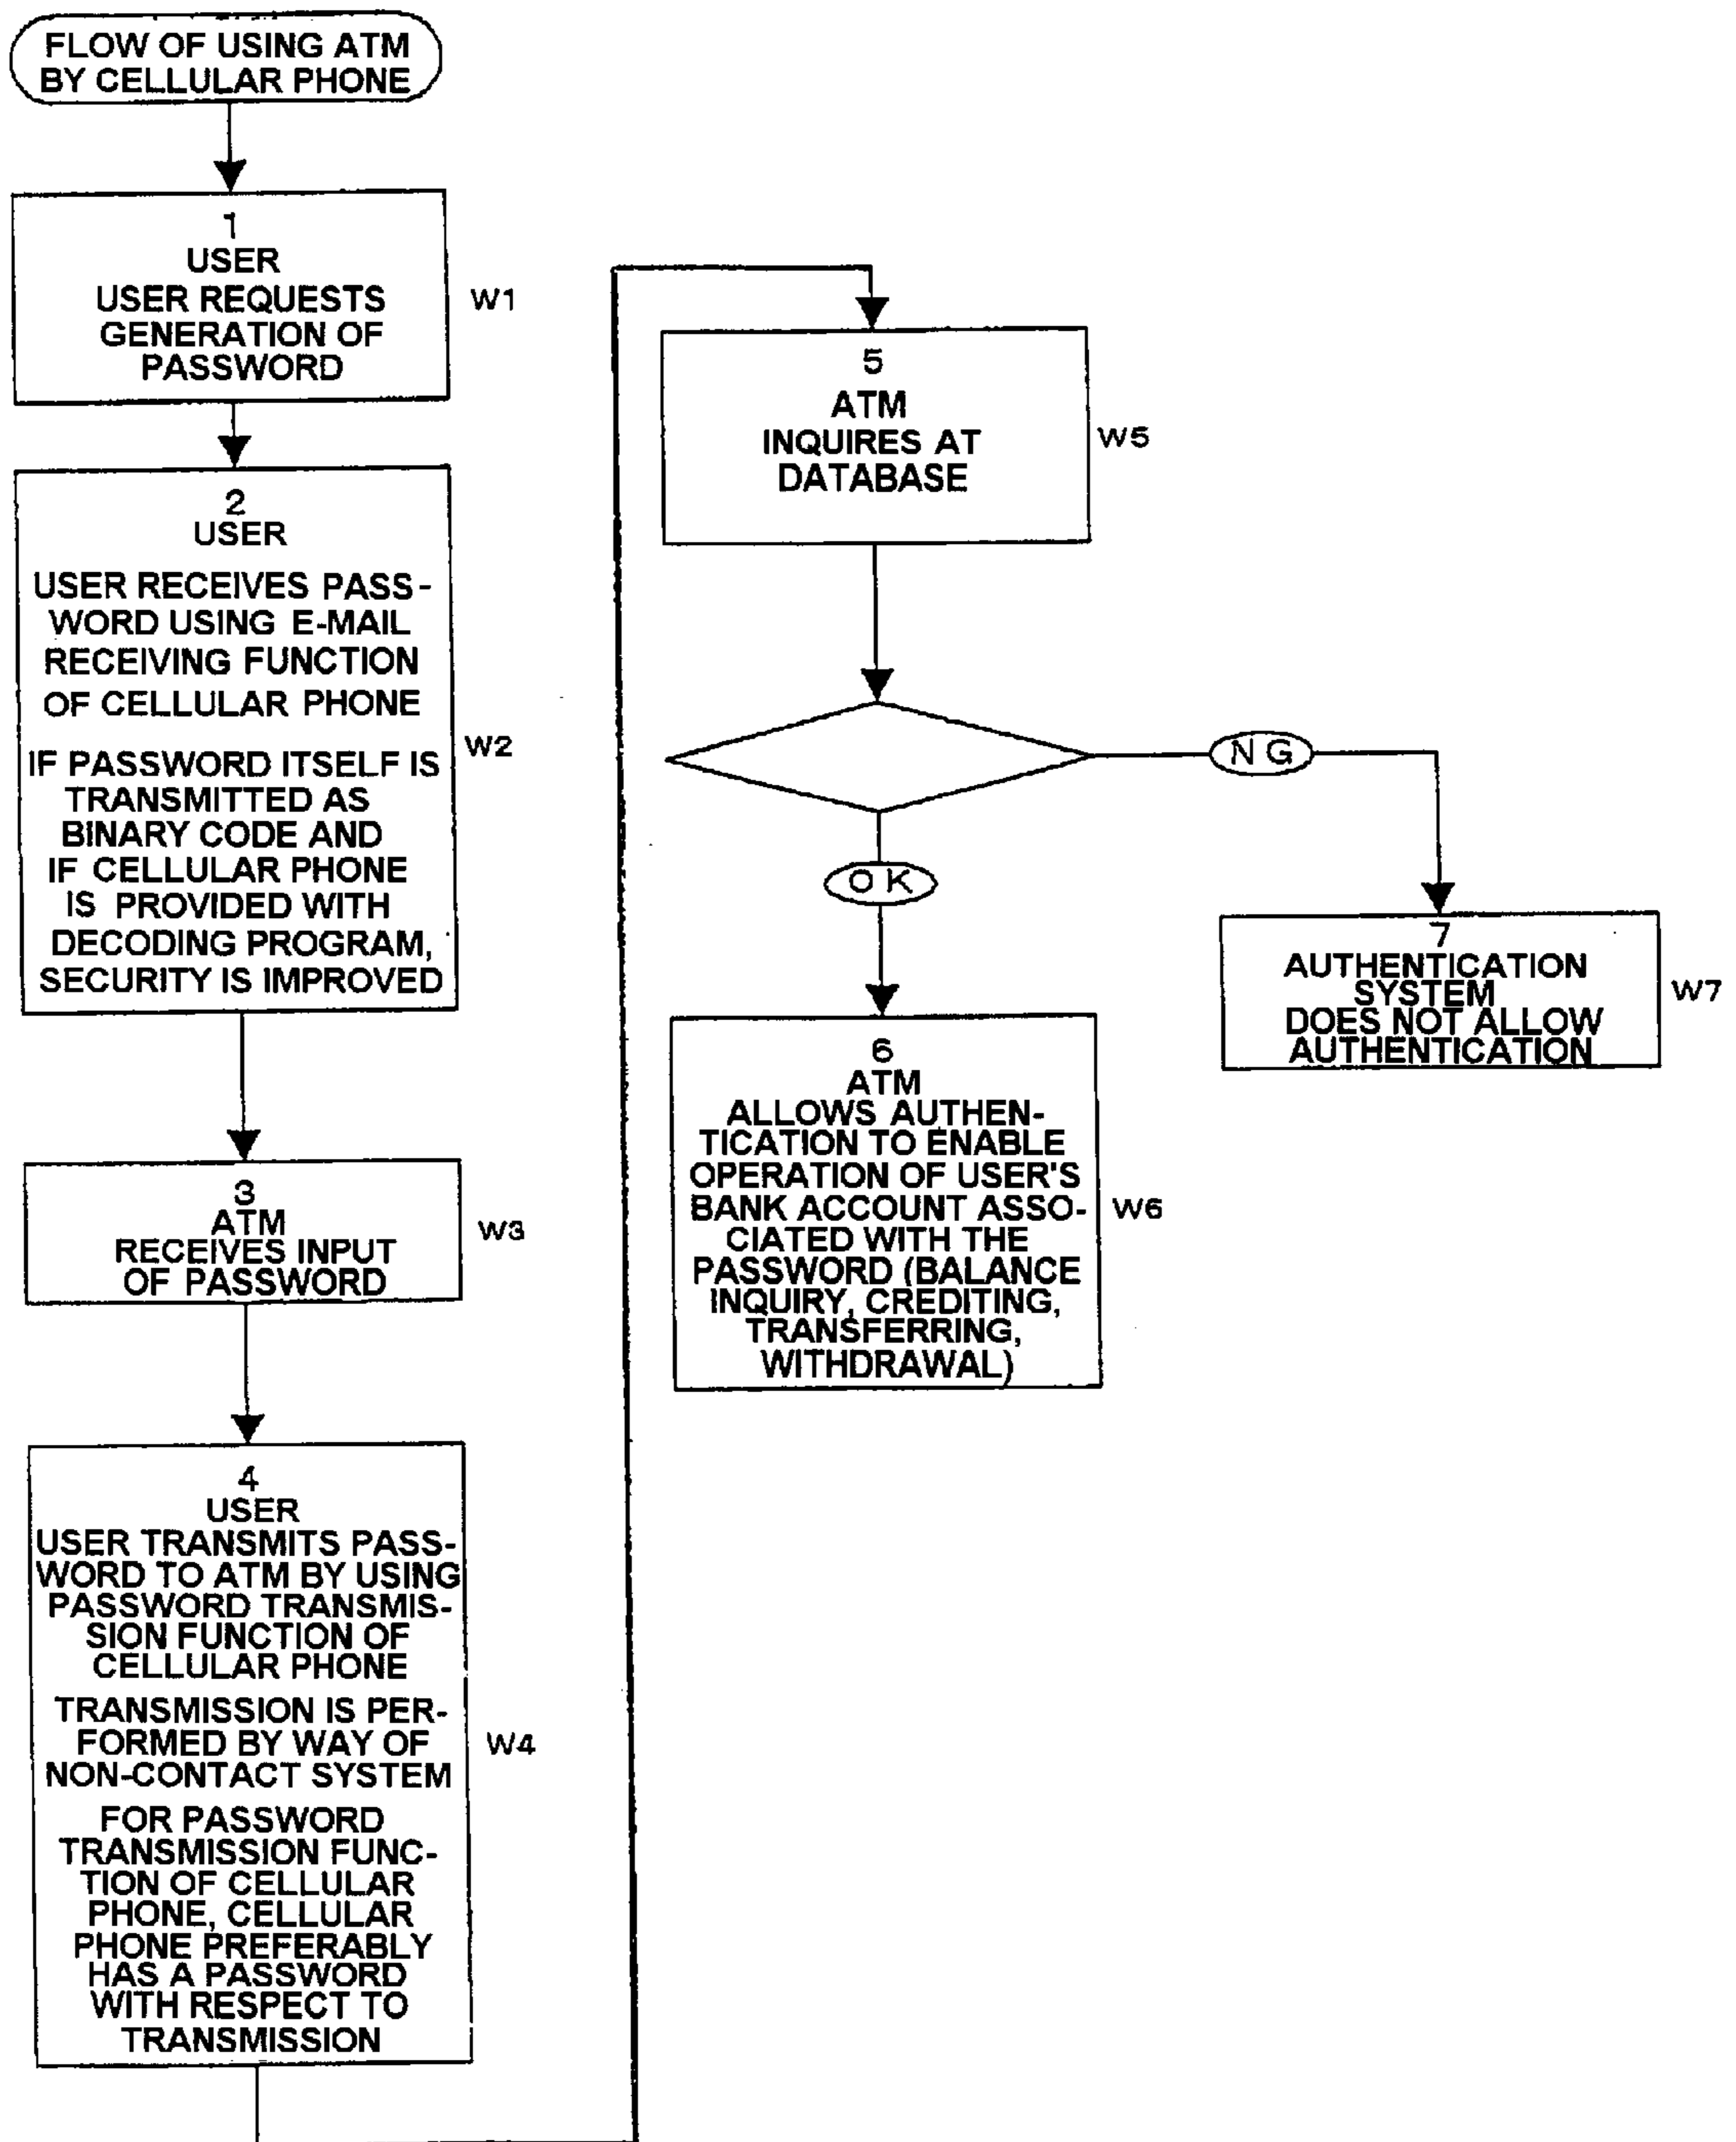 FLOW OF USING ATM
BY CELLULAR PHONE
1
USER
USER REQUESTS
GENERATION OF
PASSWORD
W1
2
USER
USER RECEIVES PASS-
WORD USING E-MAIL
RECEIVING FUNCTION
OF CELLULAR PHONE
IF PASSWORD ITSELF IS
TRANSMITTED AS
BINARY CODE AND
IF CELLULAR PHONE
IS PROVIDED WITH
DECODING PROGRAM,
SECURITY IS IMPROVED
W2
3
ATM
RECEIVES INPUT
OF PASSWORD
W3
4
USER
USER TRANSMITS PASS-
WORD TO ATM BY USING
PASSWORD TRANSMIS-
SION FUNCTION OF
CELLULAR PHONE
TRANSMISSION IS PER-
FORMED BY WAY OF
NON-CONTACT SYSTEM
FOR PASSWORD
TRANSMISSION FUNC-
TION OF CELLULAR
PHONE, CELLULAR
PHONE PREFERABLY
HAS A PASSWORD
WITH RESPECT TO
TRANSMISSION
W4
5
ATM
INQUIRES AT
DATABASE
W5
NG
OK
6
ATM
ALLOWS AUTHEN-
TICATION TO ENABLE
OPERATION OF USER'S
BANK ACCOUNT ASSO-
CIATED WITH THE
PASSWORD (BALANCE
INQUIRY, CREDITING,
TRANSFERRING,
WITHDRAWAL)
W6
7
AUTHENTICATION
SYSTEM
DOES NOT ALLOW
AUTHENTICATION
W7